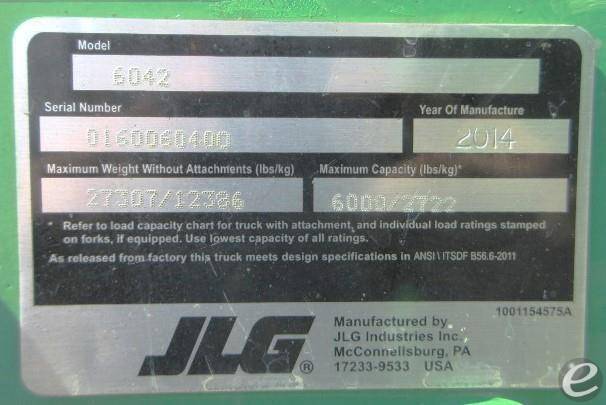 Model
6042
Serial Number
Year Of Manufacture
0160060400
2014
Maximum Weight Without Attachments (lbs/kg)
Maximum Capacity (lbs/kg)*
27307/12386
6000/2722
* Refer to load capacity chart for truck with attachment, and individual load ratings stamped
on forks, if equipped. Use lowest capacity of all ratings.
As released from factory this truck meets design specifications in ANSI \ ITSDF B56.6-2011
1001154575A
JLG®
Manufactured by
JLG Industries Inc.
McConnellsburg, PA
17233-9533 USA
e